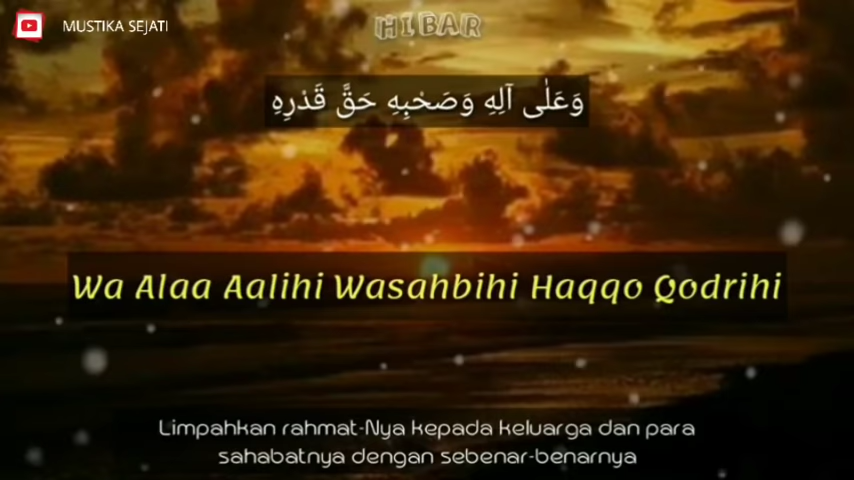 MUSTIKA SEJATI
HIBAR
وَعَلٰى آلِهِ وَصَحْبِهِ حَقَّ قَدْرِهِ
Wa Alaa Aalihi Wasahbihi Haqqo Qodrihi
Limpahkan rahmat-Nya kepada keluarga dan para
sahabatnya dengan sebenar-benarnya